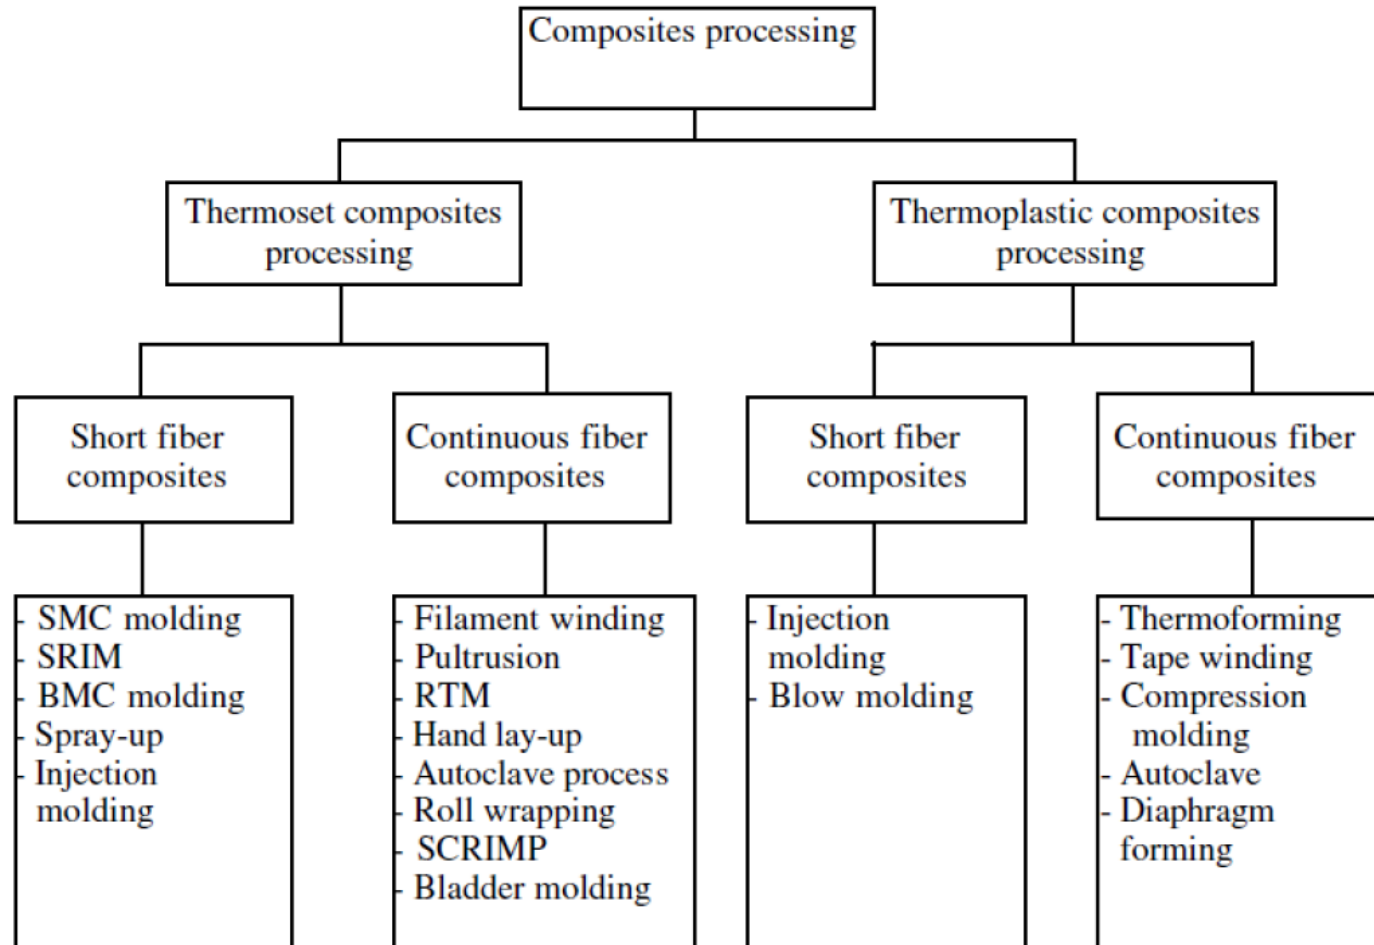 Composites processing
Thermoset composites
processing
Thermoplastic composites
processing
Short fiber
composites
Continuous fiber
composites
Short fiber
composites
Continuous fiber
composites
- SMC molding
- SRIM
- BMC molding
- Spray-up
- Injection
molding
- Filament winding
- Pultrusion
- RTM
- Hand lay-up
- Autoclave process
- Roll wrapping
- SCRIMP
- Bladder molding
- Injection
molding
- Blow molding
- Thermoforming
- Tape winding
- Compression
molding
- Autoclave
- Diaphragm
forming